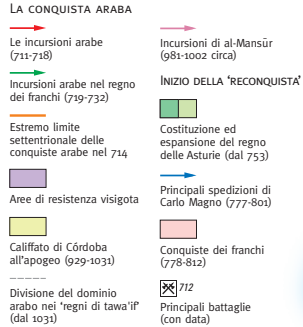 LA CONQUISTA ARABA
Le incursioni arabe
(711-718)
Incursioni arabe nel regno
dei franchi (719-732)
Estremo limite
settentrionale delle
conquiste arabe nel 714
Aree di resistenza visigota
Califfato di Córdoba
all'apogeo (929-1031)
Divisione del dominio
arabo nei 'regni di tawa'if'
(dal 1031)
Incursioni di al-Mansūr
(981-1002 circa)
INIZIO DELLA 'RECONQUISTA'
Costituzione ed
espansione del regno
delle Asturie (dal 753)
Principali spedizioni di
Carlo Magno (777-801)
Conquiste dei franchi
(778-812)
712
Principali battaglie
(con data)